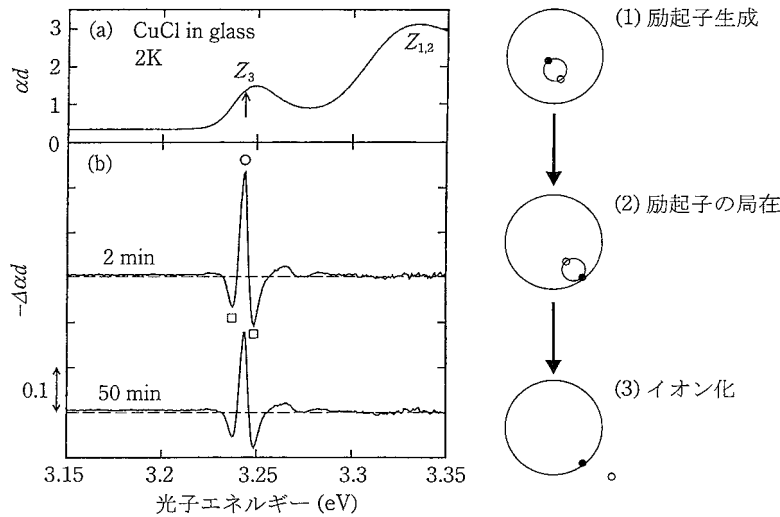 (a) CuCl in glass
2K
Z3
Z1,2
3
2
1
0
αd
(b)
2 min
50 min
0.1
-Δαd
3.15 3.2 3.25 3.3 3.35
光子エネルギー (eV)
(1) 励起子生成
(2) 励起子の局在
(3) イオン化